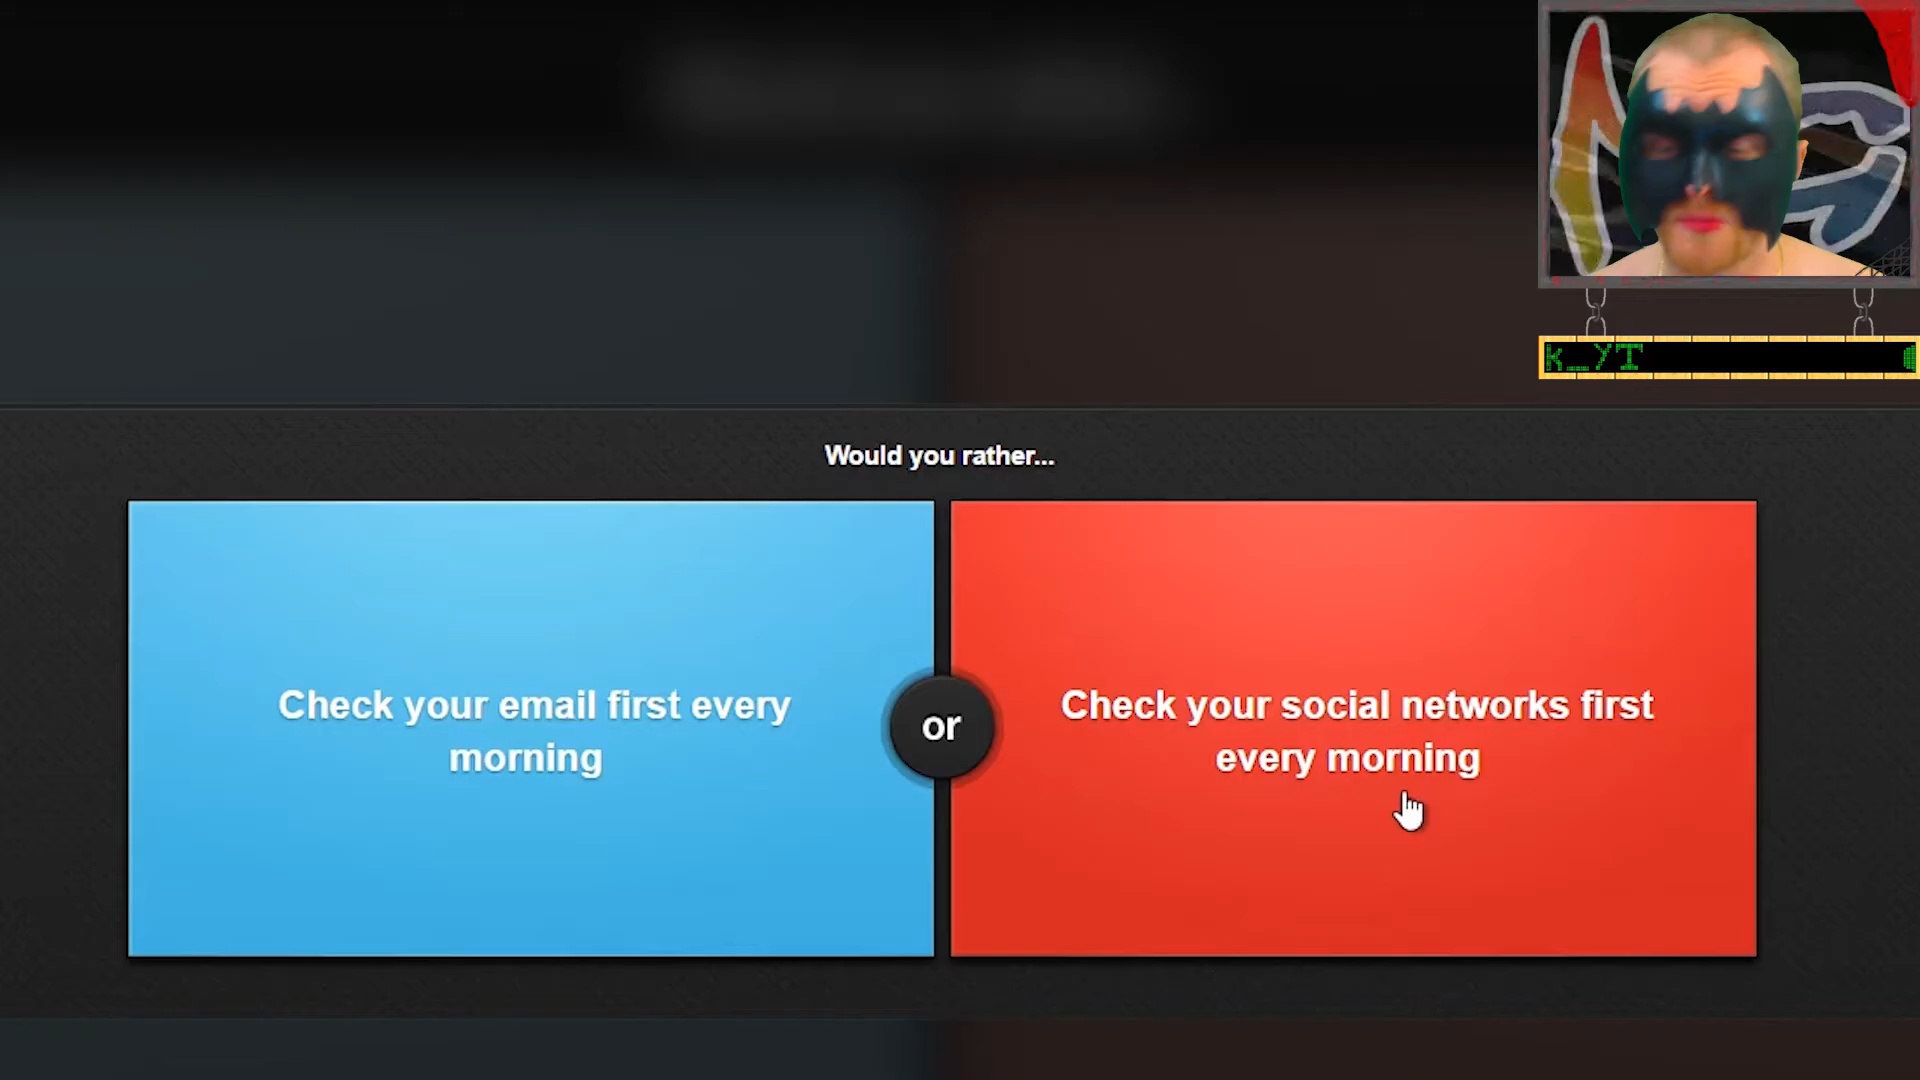 k_YT
Would you rather...
Check your email first every
morning
or
Check your social networks first
every morning